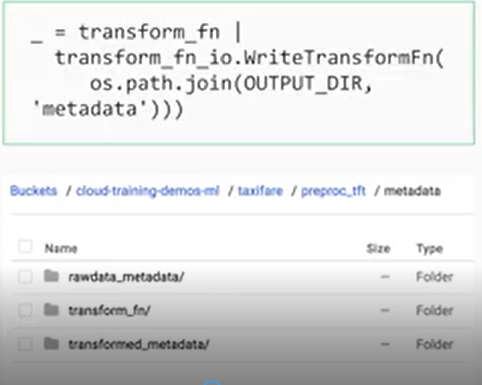 _ = transform_fn |
transform_fn_io.WriteTransformFn(
os.path.join(OUTPUT_DIR,
'metadata')))
Buckets / cloud-training-demos-ml / taxifare / preproc_tft / metadata
Name Size Type
rawdata_metadata/ — Folder
transform_fn/ — Folder
transformed_metadata/ — Folder